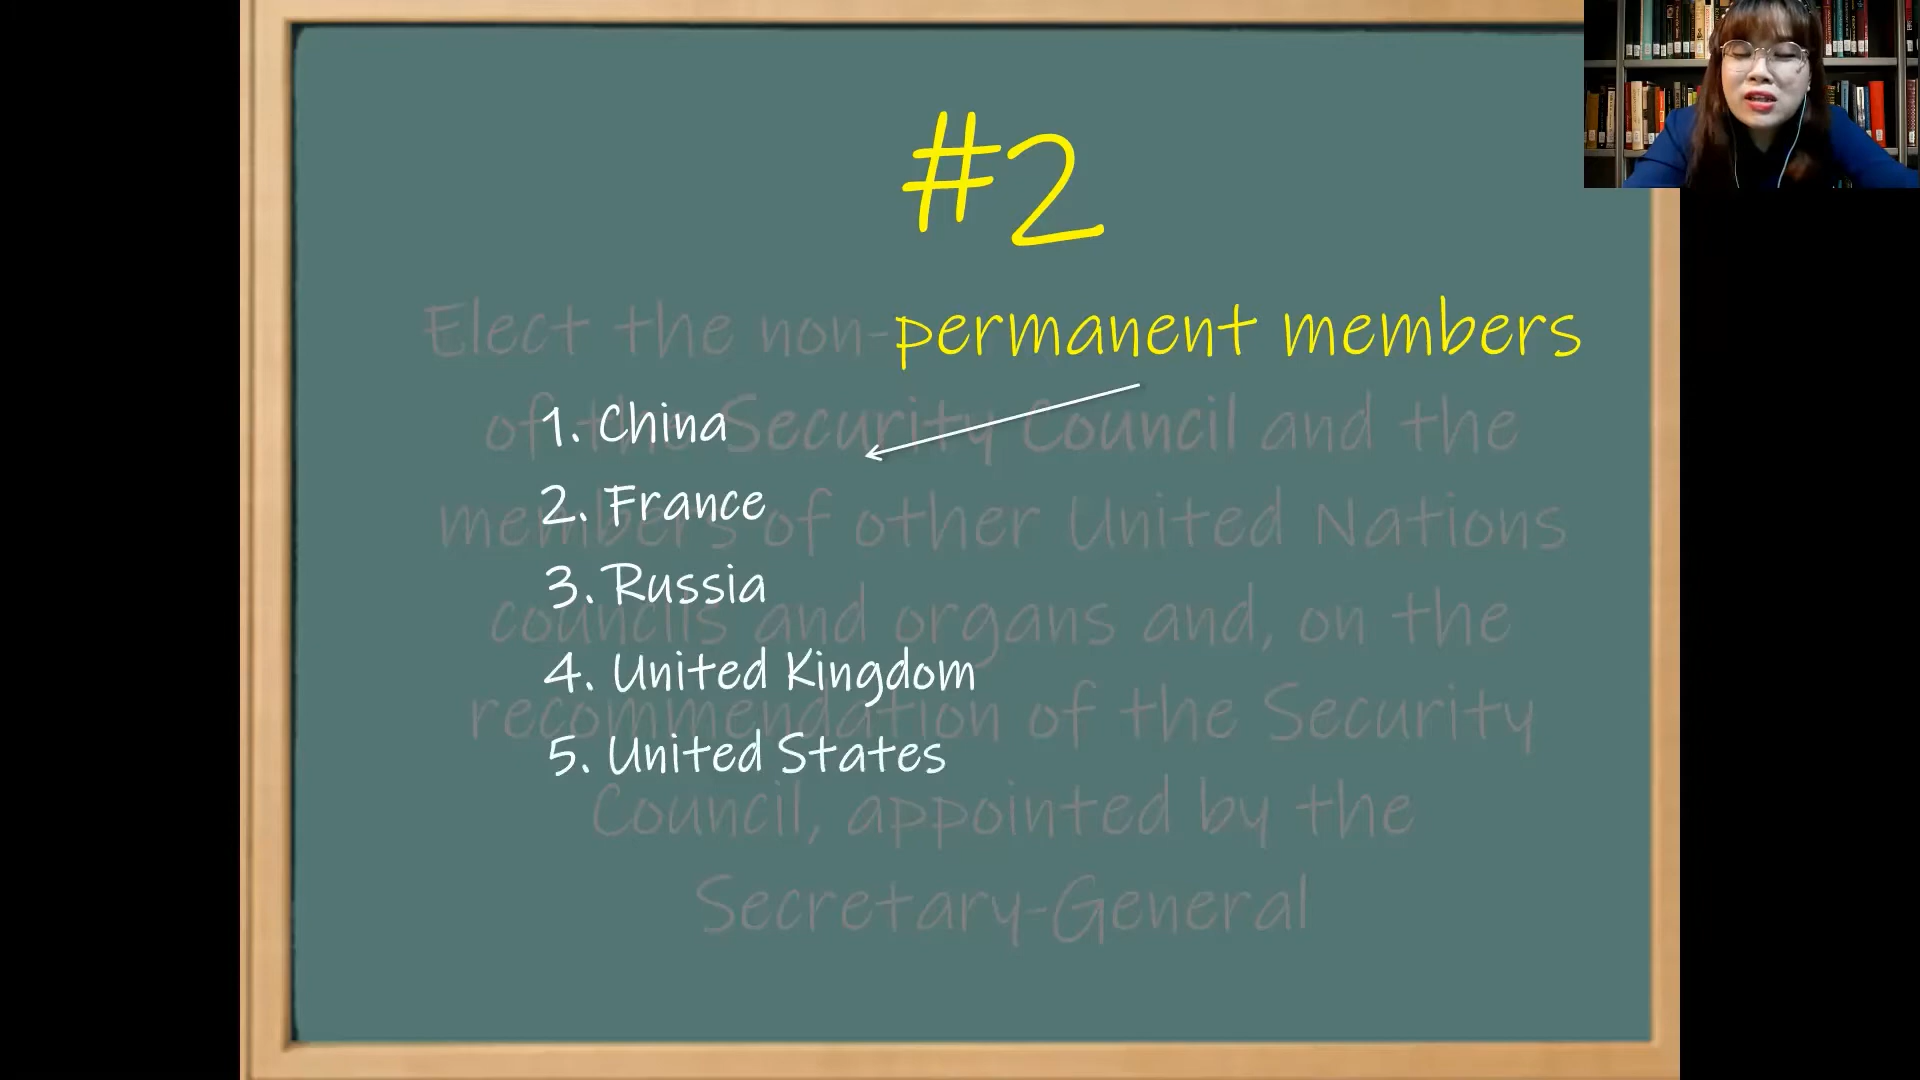 #2
Elect the non-permanent members
of the Security Council and the
1. China
2. France
members of other United Nations
3. Russia
councils and organs and, on the
4. United Kingdom
recommendation of the Security
5. United States
Council, appointed by the
Secretary-General